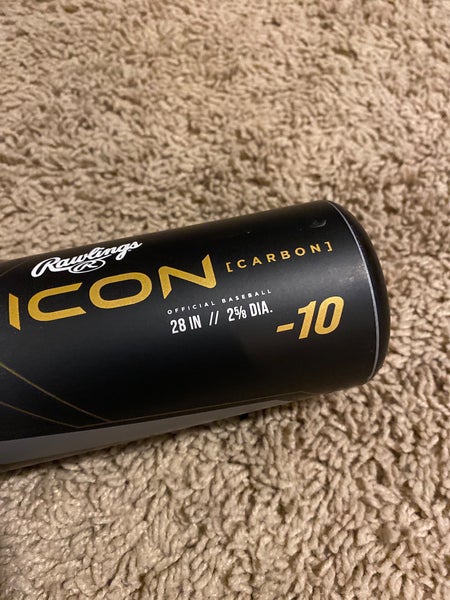 Rawlings
R
ICON [CARBON]
OFFICIAL BASEBALL
28 IN // 2⅝ DIA.
-10